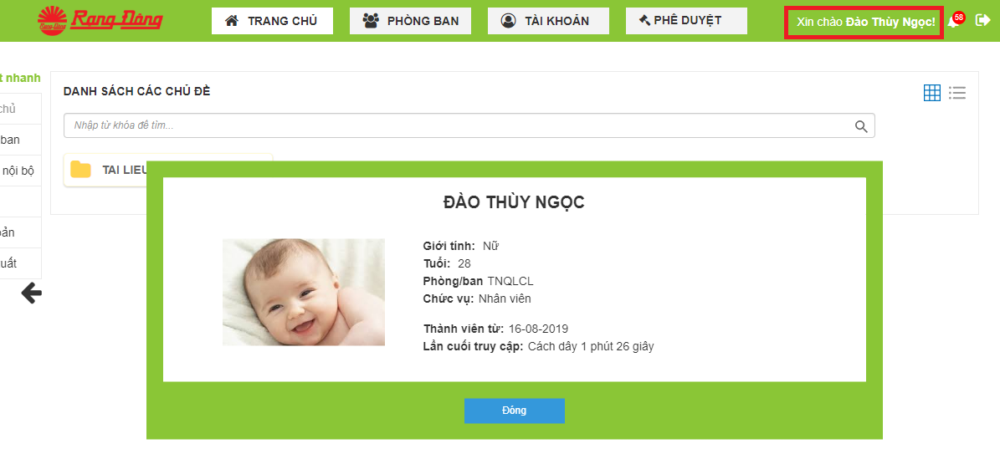 Rạng Đông
Rạng Đông
TRANG CHỦ
PHÒNG BAN
TÀI KHOẢN
PHÊ DUYỆT
Xin chào Đào Thùy Ngọc!
58
t nhanh
chủ
ban
nội bộ
uất
DANH SÁCH CÁC CHỦ ĐỀ
Nhập từ khóa để tìm...
TAI LIEU
ĐÀO THÙY NGỌC
Giới tính: Nữ
Tuổi: 28
Phòng/ban TNQLCL
Chức vụ: Nhân viên
Thành viên từ: 16-08-2019
Lần cuối truy cập: Cách đây 1 phút 26 giây
Đóng